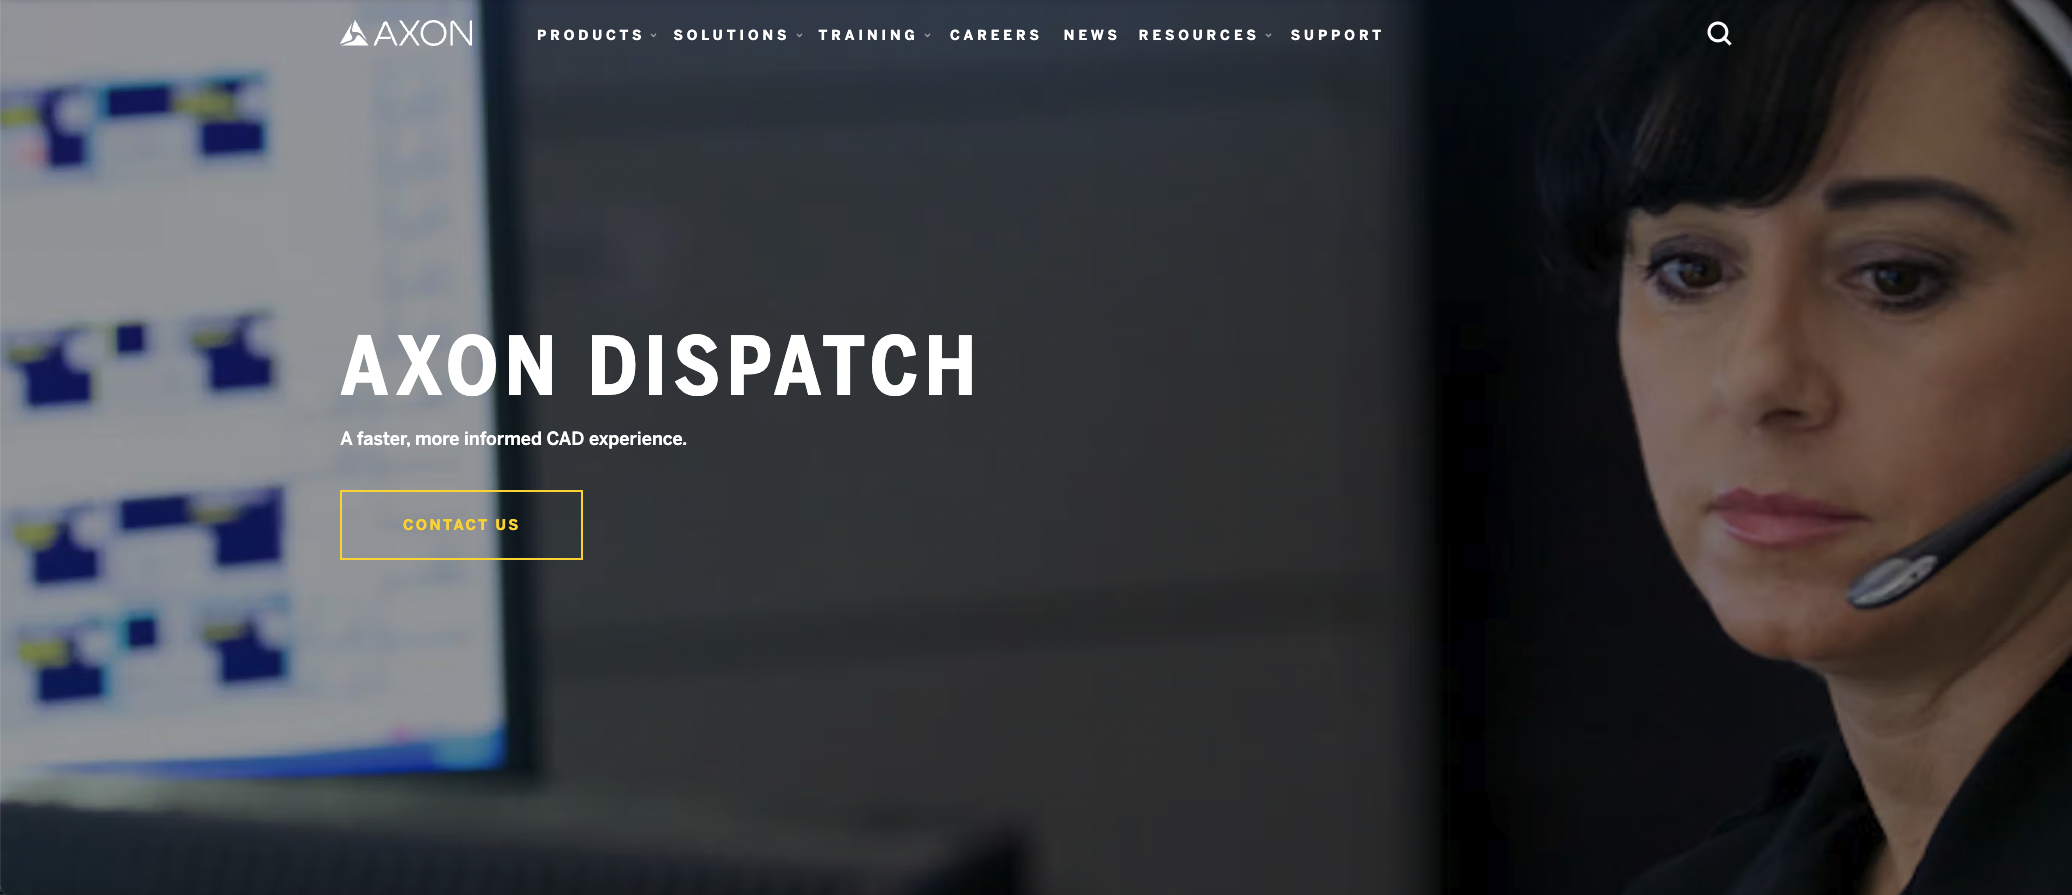 AXON
PRODUCTS SOLUTIONS TRAINING CAREERS NEWS RESOURCES SUPPORT
AXON DISPATCH
A faster, more informed CAD experience.
CONTACT US